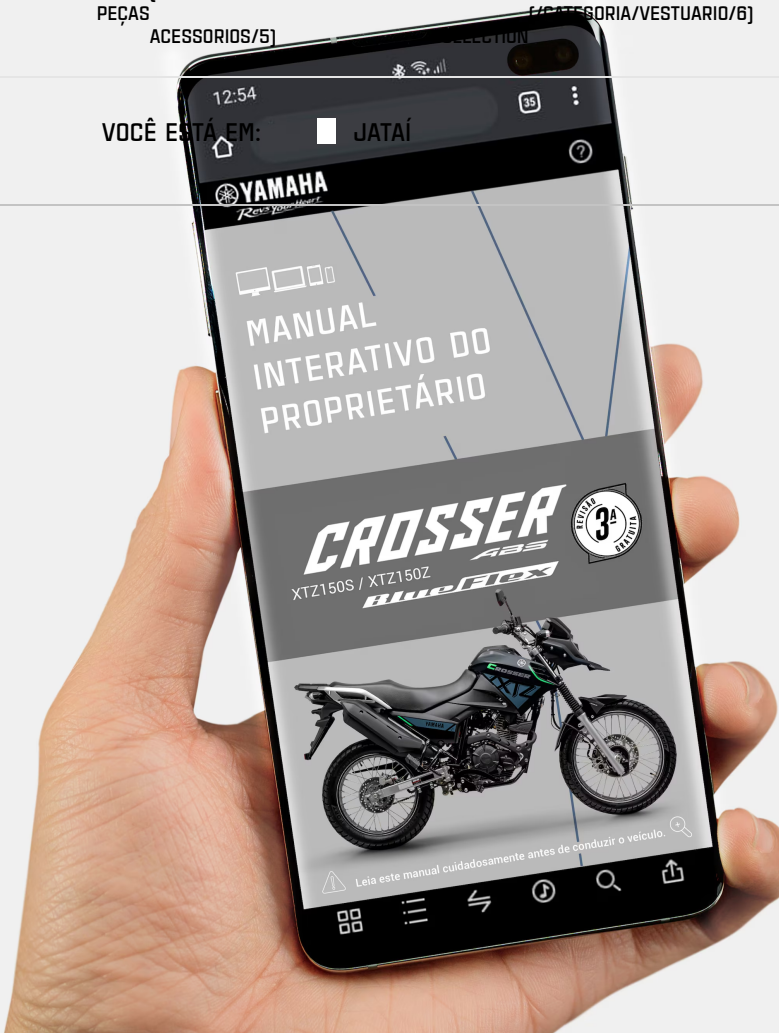 PEÇAS
(/CATEGORIA/VESTUARIO/6)
ACESSORIOS/5)
SELECTION
12:54
35
VOCÊ ESTÁ EM:
JATAÍ
?
YAMAHA
Revs Your Heart
MANUAL
INTERATIVO DO
PROPRIETÁRIO
CROSSER
ABS
REVISÃO
3ª
GRATUITA
XTZ150S / XTZ150Z
BlueFlex
CROSSER
XTZ
YAMAHA
Leia este manual cuidadosamente antes de conduzir o veículo.